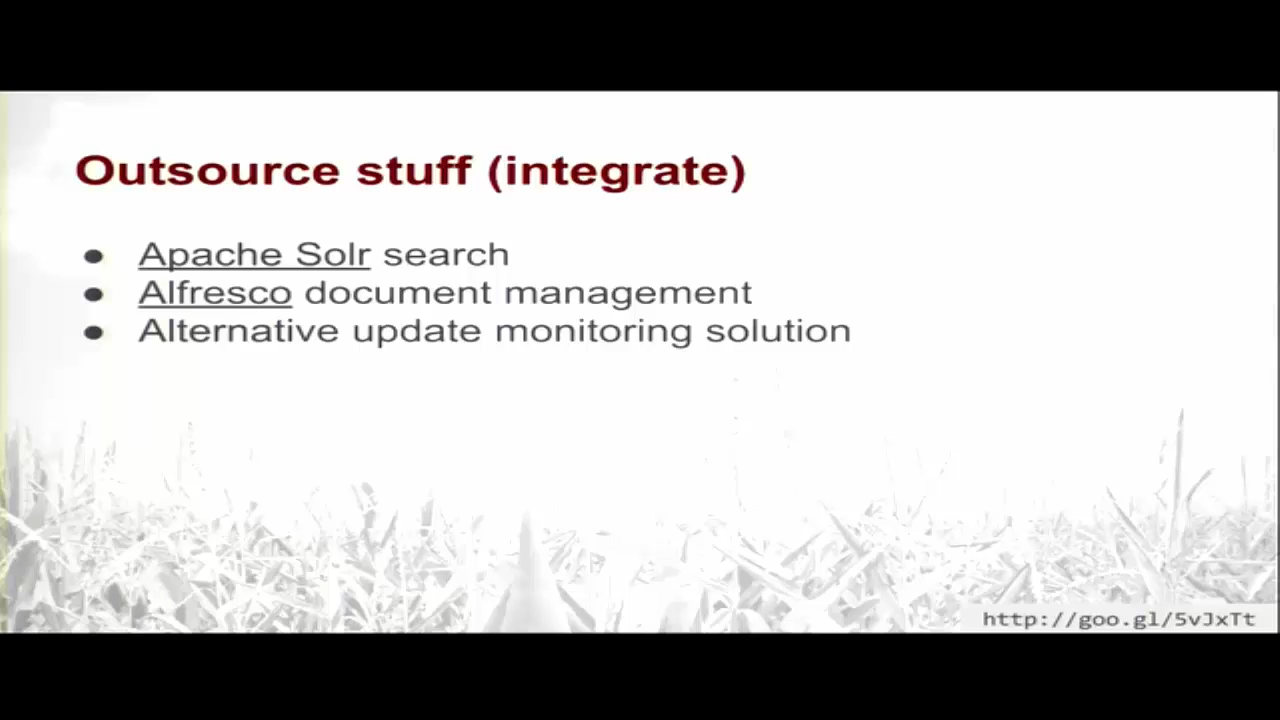 Outsource stuff (integrate)
● Apache Solr search
● Alfresco document management
● Alternative update monitoring solution
http://goo.gl/5vJxTt